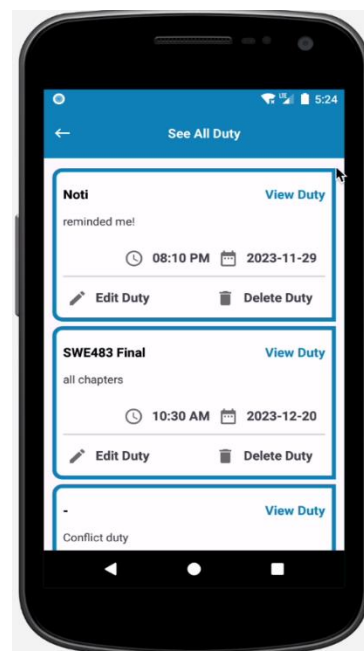 LTE 5:24
See All Duty
Noti View Duty
reminded me!
08:10 PM 2023-11-29
Edit Duty Delete Duty
SWE483 Final View Duty
all chapters
10:30 AM 2023-12-20
Edit Duty Delete Duty
- View Duty
Conflict duty